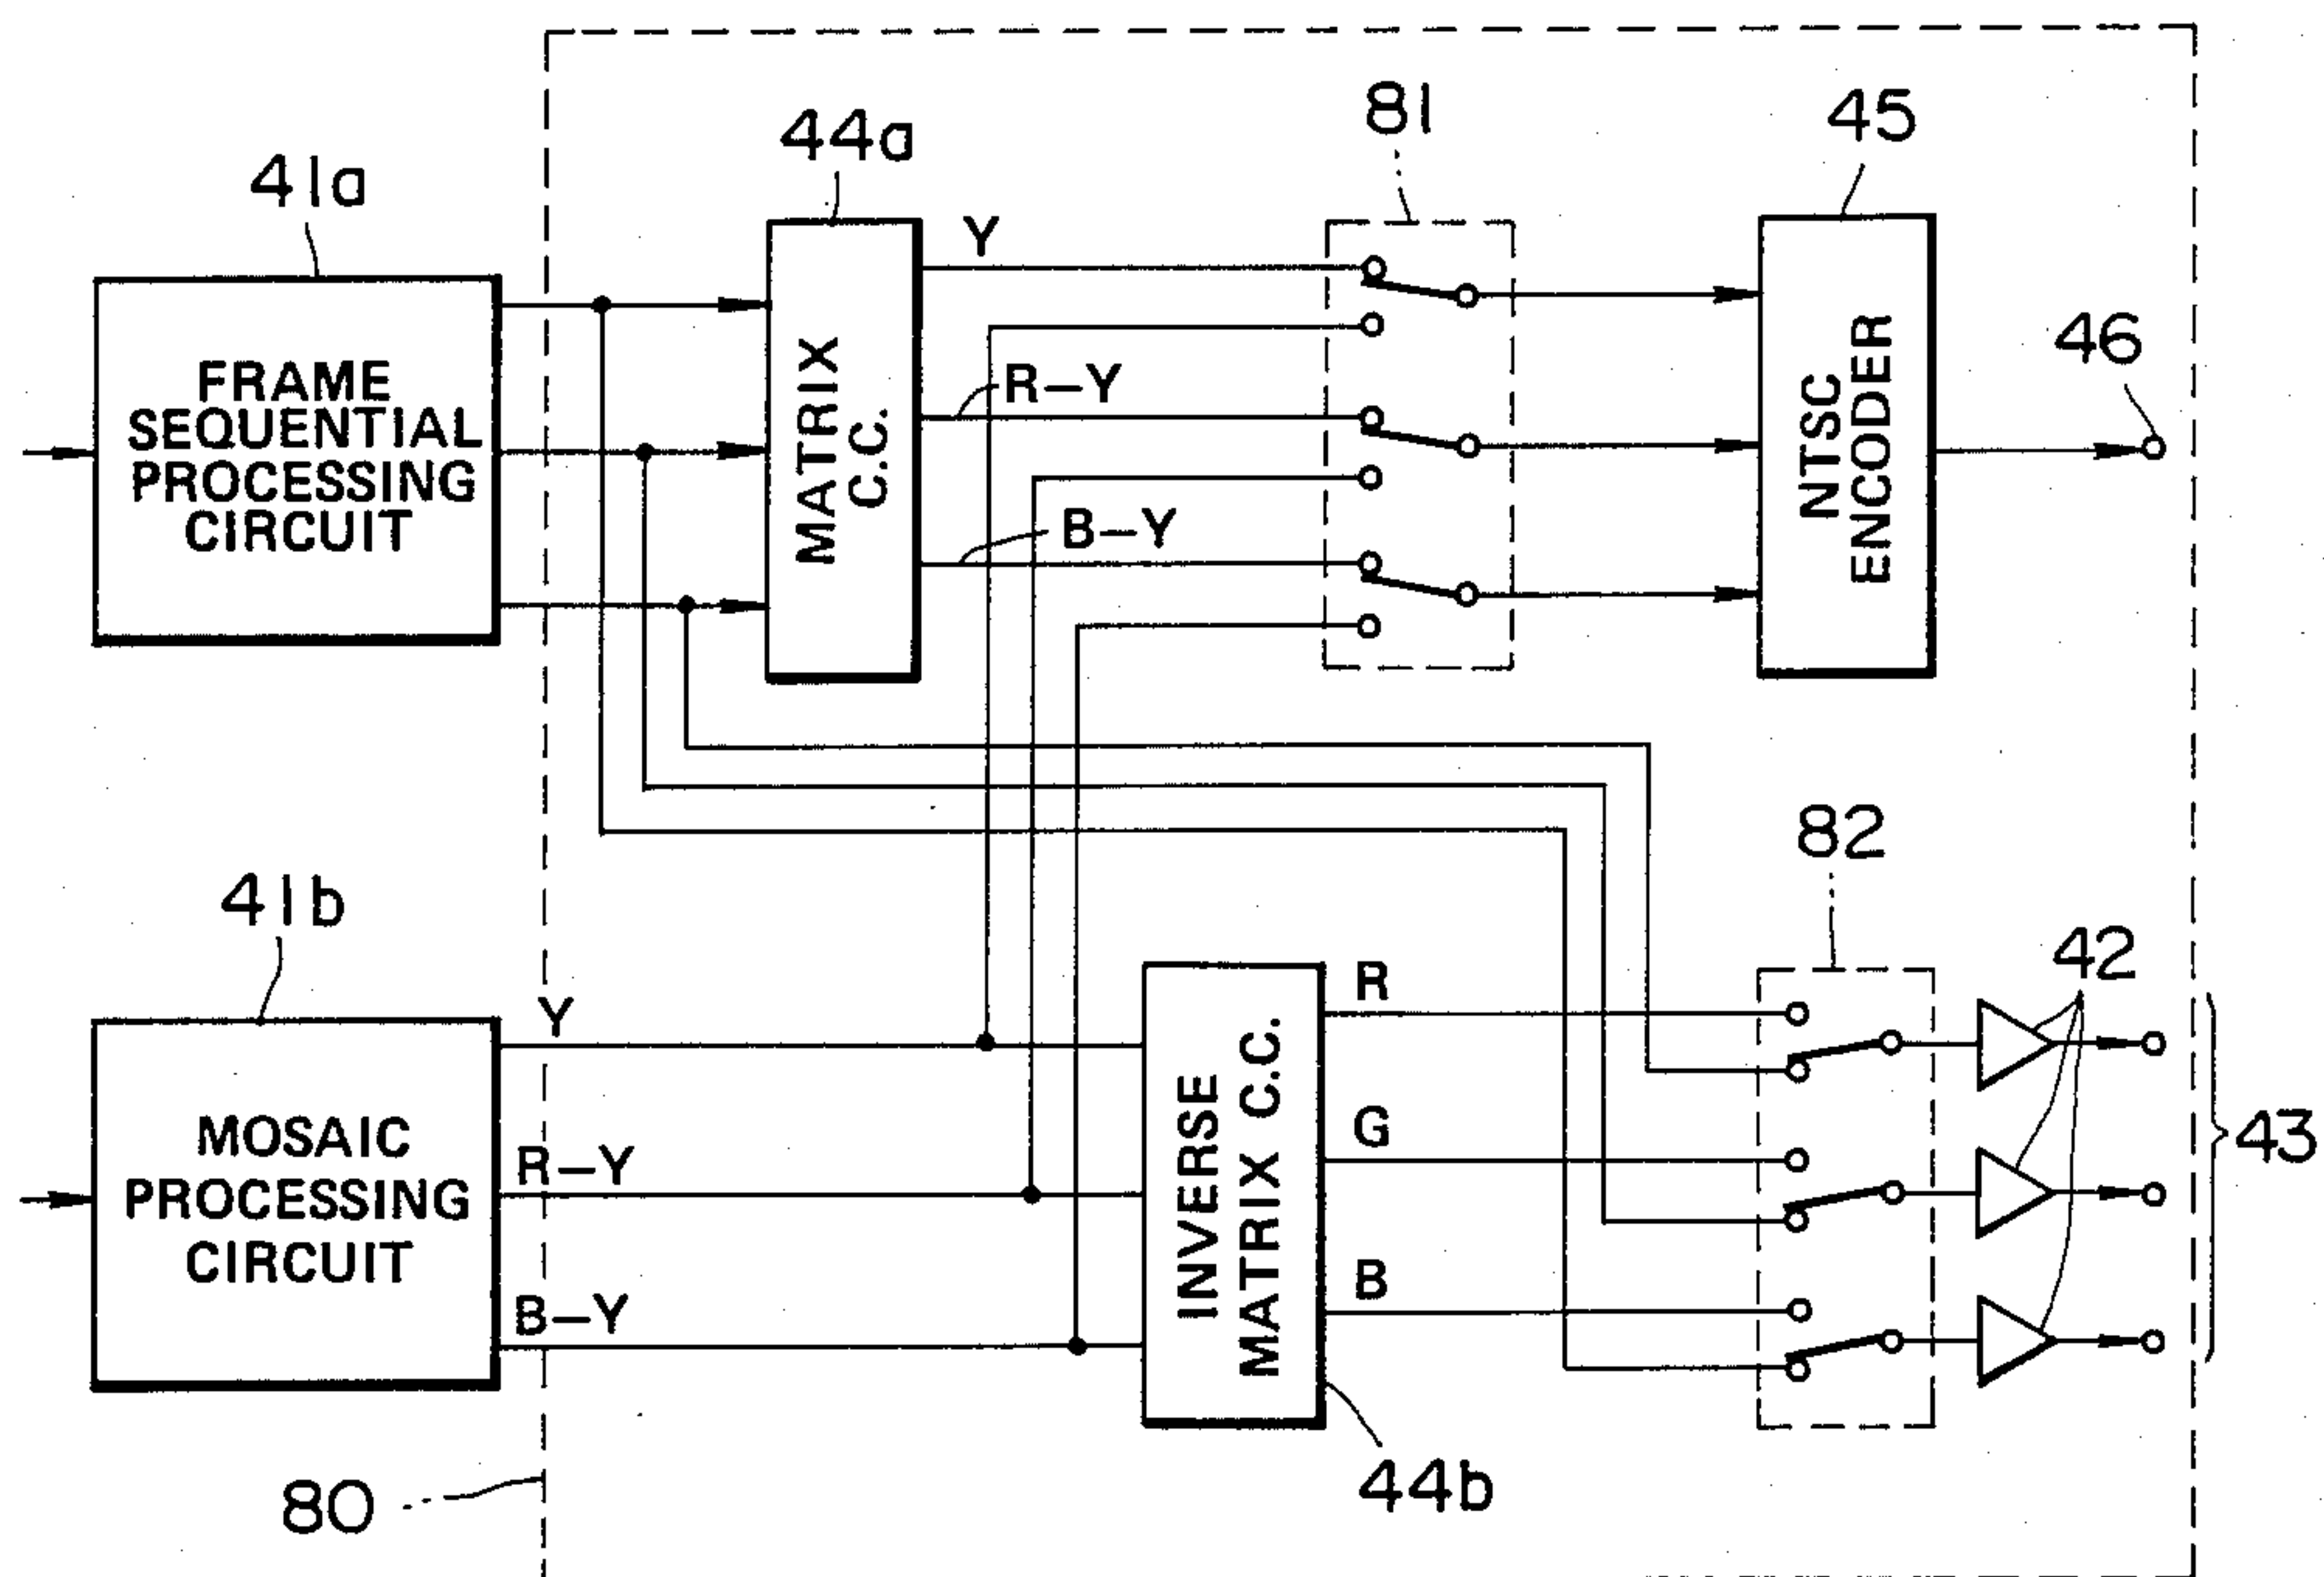 81
45
44a
41a
Y
46
FRAME
SEQUENTIAL
PROCESSING
CIRCUIT
MATRIX
C.C.
R-Y
B-Y
NTSC
ENCODER
82
41b
42
Y
R
MOSAIC
PROCESSING
CIRCUIT
R-Y
B-Y
INVERSE
MATRIX C.C.
G
B
43
44b
80